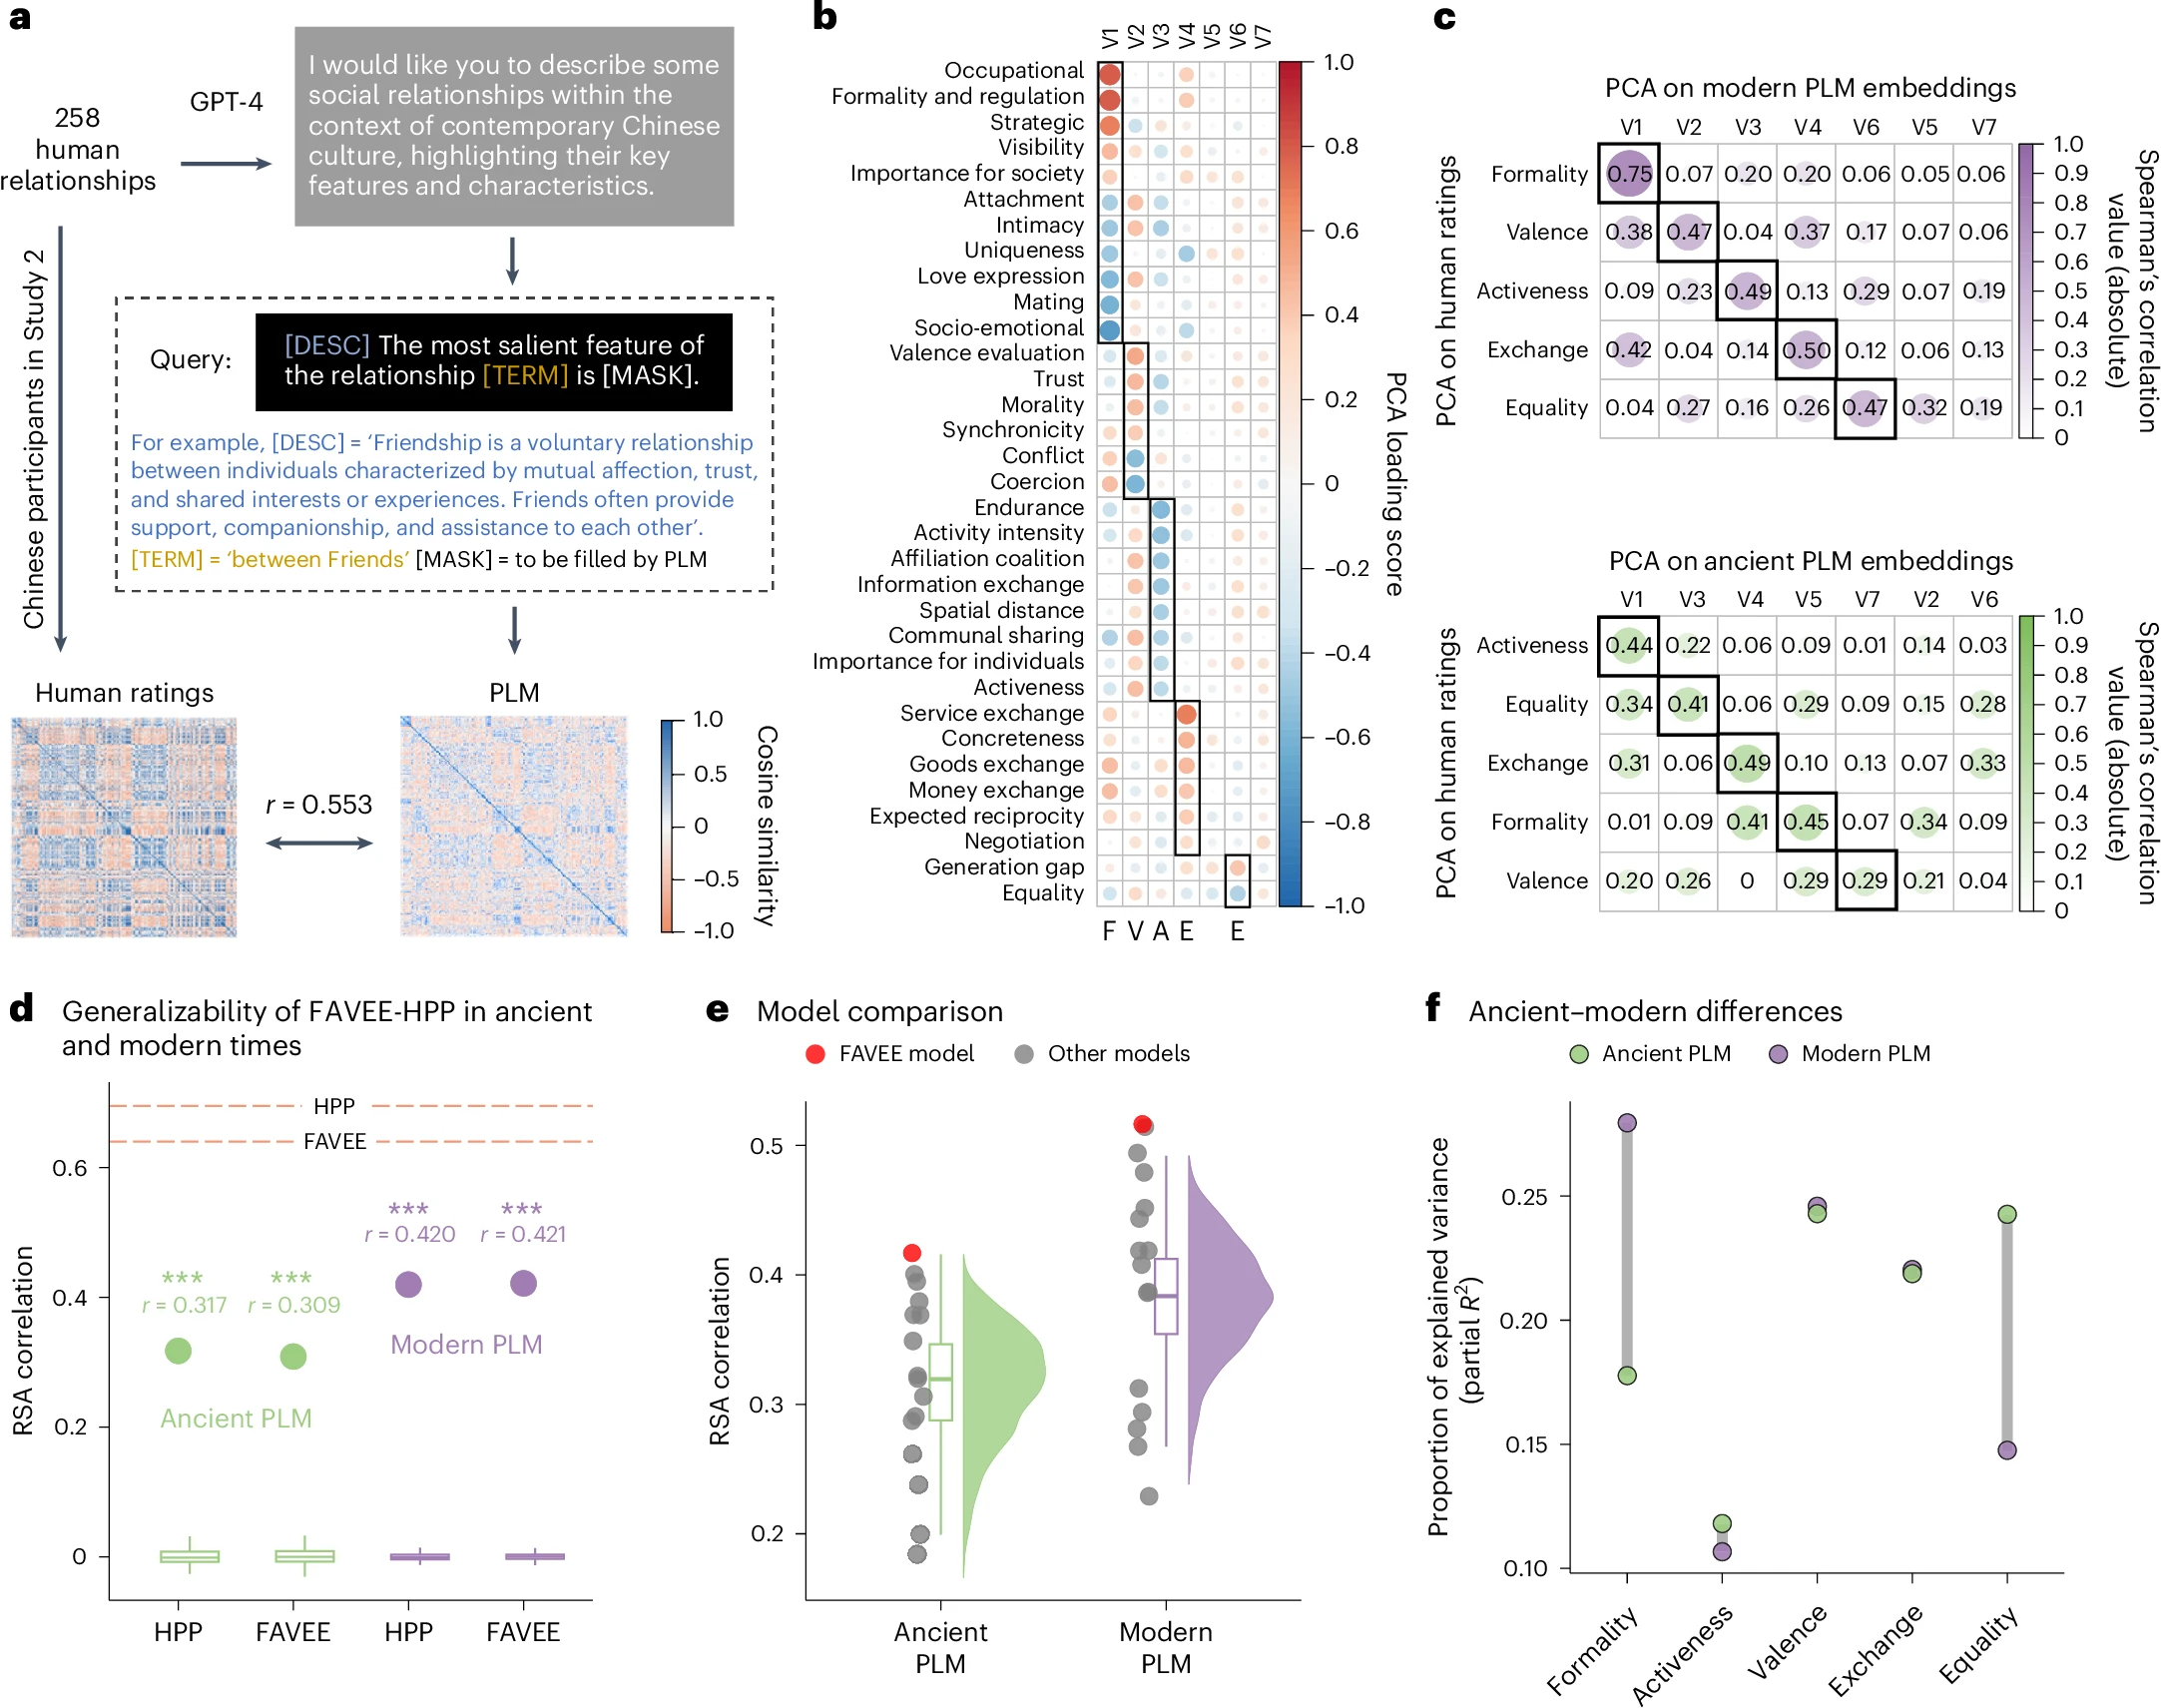 a
258
human
relationships
GPT-4
I would like you to describe some
social relationships within the
context of contemporary Chinese
culture, highlighting their key
features and characteristics.
Chinese participants in Study 2
Query:
[DESC] The most salient feature of
the relationship [TERM] is [MASK].
For example, [DESC] = ‘Friendship is a voluntary relationship
between individuals characterized by mutual affection, trust,
and shared interests or experiences. Friends often provide
support, companionship, and assistance to each other’.
[TERM] = ‘between Friends’ [MASK] = to be filled by PLM
Human ratings
PLM
r = 0.553
1.0
0.5
0
–0.5
–1.0
Cosine similarity
b
V1 V2 V3 V4 V5 V6 V7
Occupational
Formality and regulation
Strategic
Visibility
Importance for society
Attachment
Intimacy
Uniqueness
Love expression
Mating
Socio-emotional
Valence evaluation
Trust
Morality
Synchronicity
Conflict
Coercion
Endurance
Activity intensity
Affiliation coalition
Information exchange
Spatial distance
Communal sharing
Importance for individuals
Activeness
Service exchange
Concreteness
Goods exchange
Money exchange
Expected reciprocity
Negotiation
Generation gap
Equality
F V A E E
1.0
0.8
0.6
0.4
0.2
0
–0.2
–0.4
–0.6
–0.8
–1.0
PCA loading score
c
PCA on modern PLM embeddings
V1 V2 V3 V4 V6 V5 V7
PCA on human ratings
Formality 0.75 0.07 0.20 0.20 0.06 0.05 0.06
Valence 0.38 0.47 0.04 0.37 0.17 0.07 0.06
Activeness 0.09 0.23 0.49 0.13 0.29 0.07 0.19
Exchange 0.42 0.04 0.14 0.50 0.12 0.06 0.13
Equality 0.04 0.27 0.16 0.26 0.47 0.32 0.19
1.0
0.9
0.8
0.7
0.6
0.5
0.4
0.3
0.2
0.1
0
Spearman’s correlation
value (absolute)
PCA on ancient PLM embeddings
V1 V3 V4 V5 V7 V2 V6
PCA on human ratings
Activeness 0.44 0.22 0.06 0.09 0.01 0.14 0.03
Equality 0.34 0.41 0.06 0.29 0.09 0.15 0.28
Exchange 0.31 0.06 0.49 0.10 0.13 0.07 0.33
Formality 0.01 0.09 0.41 0.45 0.07 0.34 0.09
Valence 0.20 0.26 0 0.29 0.29 0.21 0.04
1.0
0.9
0.8
0.7
0.6
0.5
0.4
0.3
0.2
0.1
0
Spearman’s correlation
value (absolute)
d Generalizability of FAVEE-HPP in ancient
and modern times
RSA correlation
0.6
0.4
0.2
0
HPP
FAVEE
*** *** *** ***
r = 0.317 r = 0.309 r = 0.420 r = 0.421
Modern PLM
Ancient PLM
HPP FAVEE HPP FAVEE
e Model comparison
FAVEE model Other models
RSA correlation
0.5
0.4
0.3
0.2
Ancient
PLM
Modern
PLM
f Ancient–modern differences
Ancient PLM Modern PLM
Proportion of explained variance
(partial R2)
0.25
0.20
0.15
0.10
Formality
Activeness
Valence
Exchange
Equality